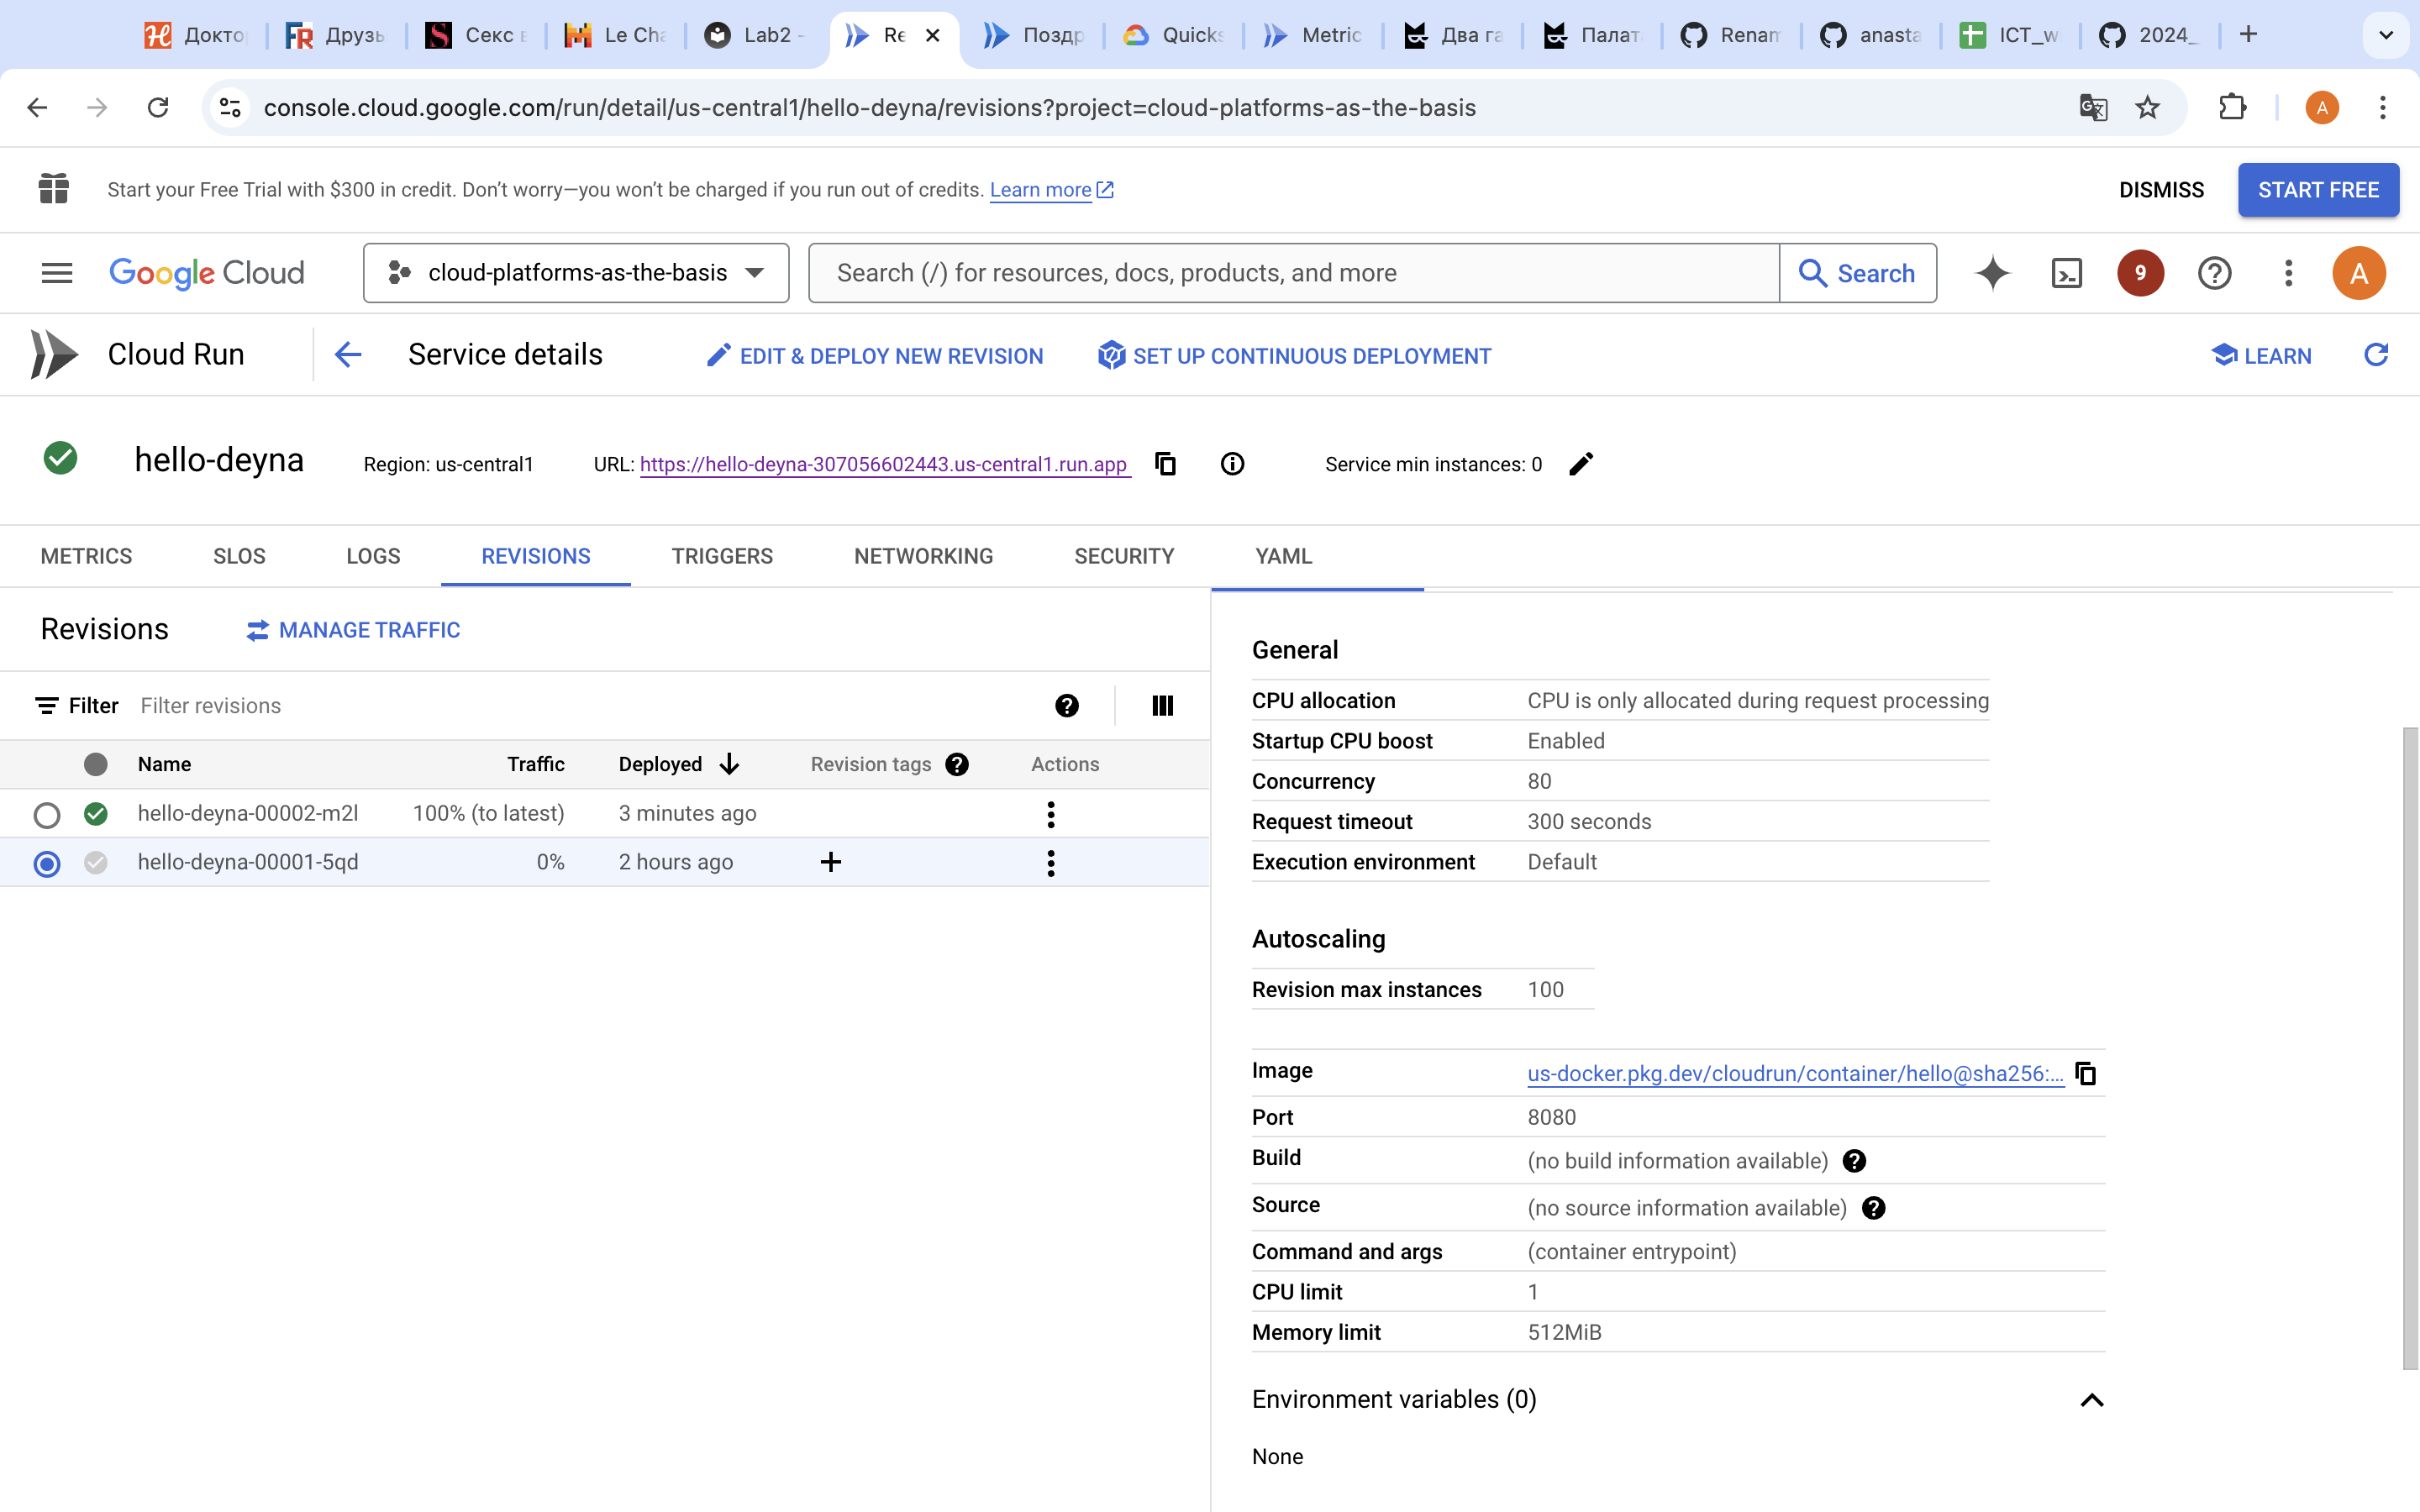 Докто
Друзь
Секс в
Le Cha
Lab2 -
Re
Поздр
Quicks
Metric
Два га
Палат
Renam
anasta
ICT_w
2024_
console.cloud.google.com/run/detail/us-central1/hello-deyna/revisions?project=cloud-platforms-as-the-basis
A
Start your Free Trial with $300 in credit. Don’t worry—you won’t be charged if you run out of credits. Learn more
DISMISS
START FREE
Google Cloud
cloud-platforms-as-the-basis
Search (/) for resources, docs, products, and more
Search
9
A
Cloud Run
Service details
EDIT & DEPLOY NEW REVISION
SET UP CONTINUOUS DEPLOYMENT
LEARN
hello-deyna
Region: us-central1
URL: https://hello-deyna-307056602443.us-central1.run.app
Service min instances: 0
METRICS
SLOS
LOGS
REVISIONS
TRIGGERS
NETWORKING
SECURITY
YAML
Revisions
MANAGE TRAFFIC
Filter
Filter revisions
Name
Traffic
Deployed
Revision tags
Actions
hello-deyna-00002-m2l
100% (to latest)
3 minutes ago
hello-deyna-00001-5qd
0%
2 hours ago
General
CPU allocation
CPU is only allocated during request processing
Startup CPU boost
Enabled
Concurrency
80
Request timeout
300 seconds
Execution environment
Default
Autoscaling
Revision max instances
100
Image
us-docker.pkg.dev/cloudrun/container/hello@sha256:...
Port
8080
Build
(no build information available)
Source
(no source information available)
Command and args
(container entrypoint)
CPU limit
1
Memory limit
512MiB
Environment variables (0)
None